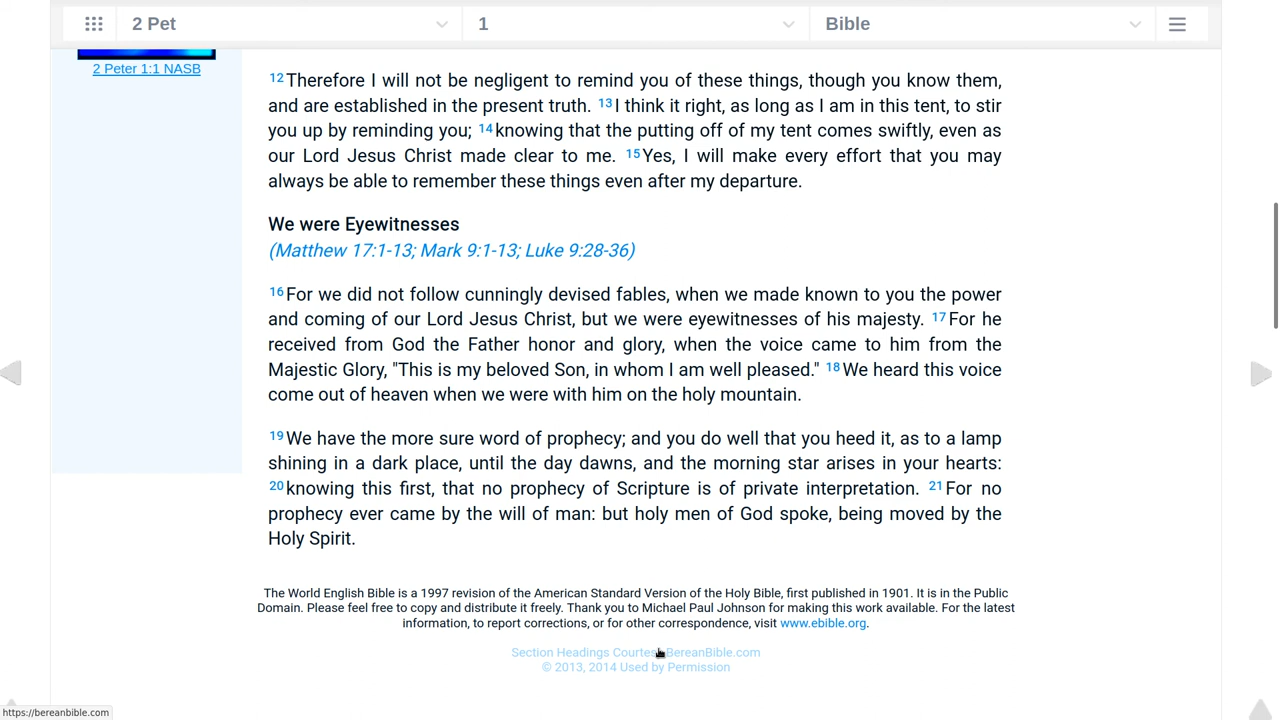 2 Pet
1
Bible
2 Peter 1:1 NASB
12 Therefore I will not be negligent to remind you of these things, though you know them,
and are established in the present truth. 13 I think it right, as long as I am in this tent, to stir
you up by reminding you; 14 knowing that the putting off of my tent comes swiftly, even as
our Lord Jesus Christ made clear to me. 15 Yes, I will make every effort that you may
always be able to remember these things even after my departure.
We were Eyewitnesses
(Matthew 17:1-13; Mark 9:1-13; Luke 9:28-36)
16 For we did not follow cunningly devised fables, when we made known to you the power
and coming of our Lord Jesus Christ, but we were eyewitnesses of his majesty. 17 For he
received from God the Father honor and glory, when the voice came to him from the
Majestic Glory, "This is my beloved Son, in whom I am well pleased." 18 We heard this voice
come out of heaven when we were with him on the holy mountain.
19 We have the more sure word of prophecy; and you do well that you heed it, as to a lamp
shining in a dark place, until the day dawns, and the morning star arises in your hearts:
20 knowing this first, that no prophecy of Scripture is of private interpretation. 21 For no
prophecy ever came by the will of man: but holy men of God spoke, being moved by the
Holy Spirit.
The World English Bible is a 1997 revision of the American Standard Version of the Holy Bible, first published in 1901. It is in the Public
Domain. Please feel free to copy and distribute it freely. Thank you to Michael Paul Johnson for making this work available. For the latest
information, to report corrections, or for other correspondence, visit www.ebible.org.
Section Headings Courtesy BereanBible.com
© 2013, 2014 Used by Permission
https://bereanbible.com